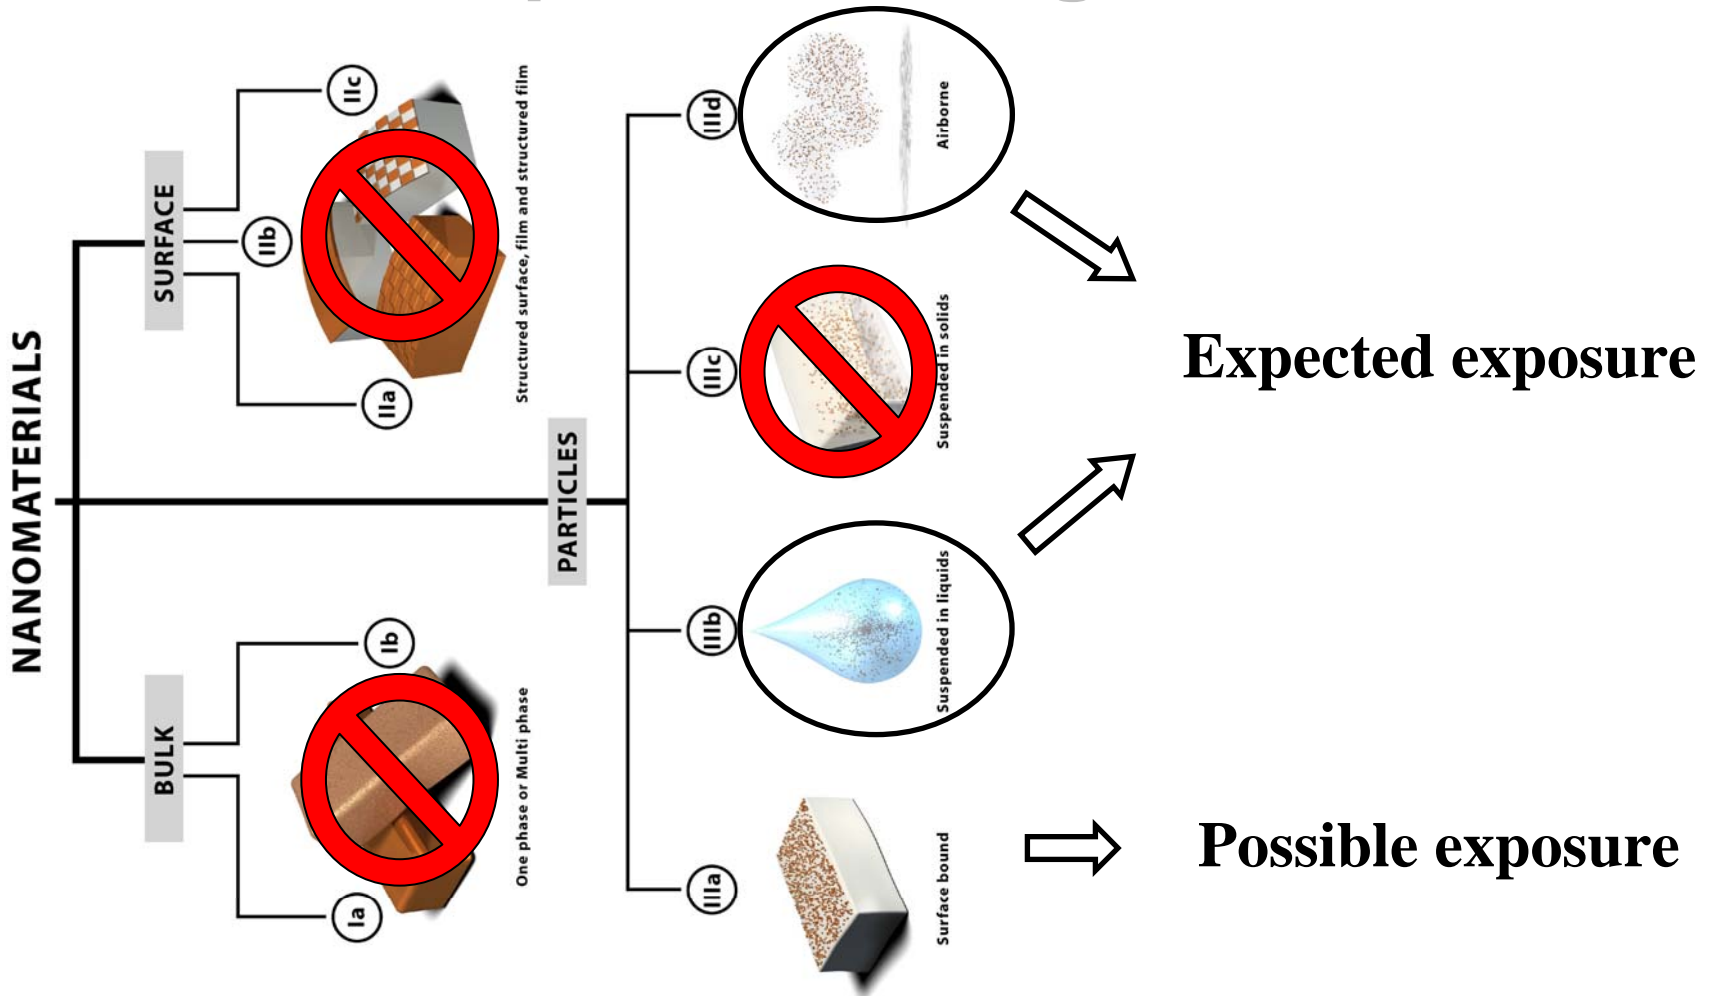 NANOMATERIALS
BULK
SURFACE
Ia
Ib
IIa
IIb
IIc
One phase or Multi phase
Structured surface, film and structured film
PARTICLES
IIIa
IIIb
IIIc
IIId
Surface bound
Suspended in liquids
Suspended in solids
Airborne
Expected exposure
Possible exposure